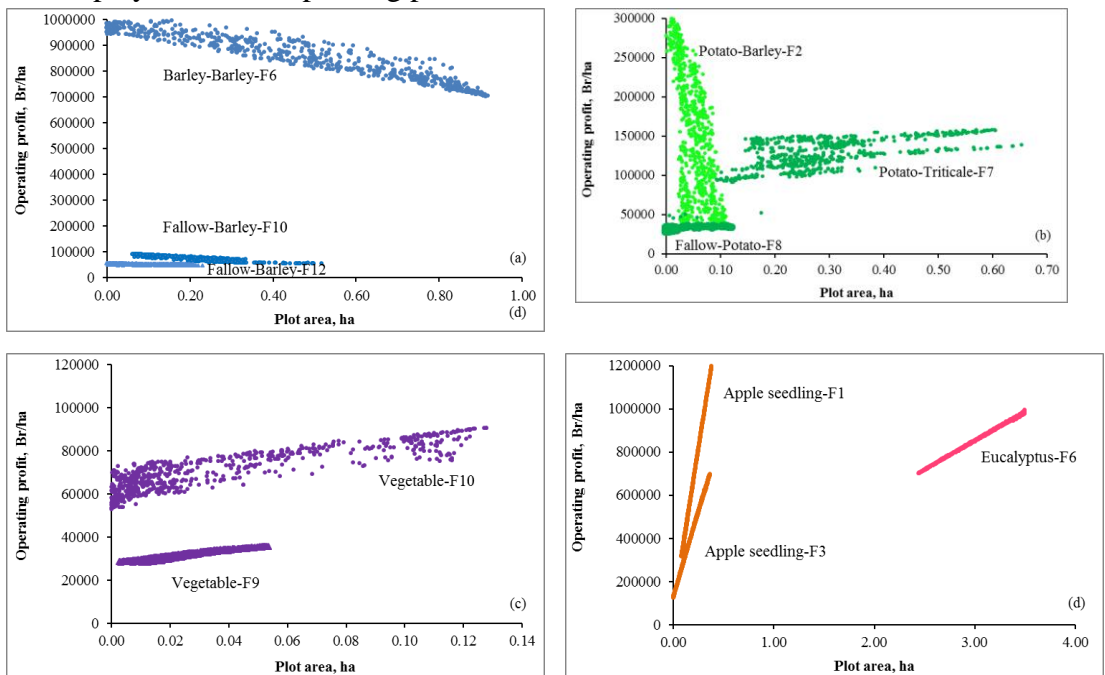 1000000
900000
800000
700000
600000
500000
400000
300000
200000
100000
0
Operating profit, Br/ha
Barley-Barley-F6
Fallow-Barley-F10
(a)
Fallow-Barley-F12
0.00 0.20 0.40 0.60 0.80 1.00
(d)
Plot area, ha
300000
250000
200000
150000
100000
50000
0
Operating profit, Br/ha
Potato-Barley-F2
Potato-Triticale-F7
(b)
Fallow-Potato-F8
0.00 0.10 0.20 0.30 0.40 0.50 0.60 0.70
Plot area, ha
120000
100000
80000
60000
40000
20000
0
Operating profit, Br/ha
Vegetable-F10
Vegetable-F9
(c)
0.00 0.02 0.04 0.06 0.08 0.10 0.12 0.14
Plot area, ha
1200000
1000000
800000
600000
400000
200000
0
Operating profit, Br/ha
Apple seedling-F1
Eucalyptus-F6
Apple seedling-F3
(d)
0.00 1.00 2.00 3.00 4.00
Plot area, ha